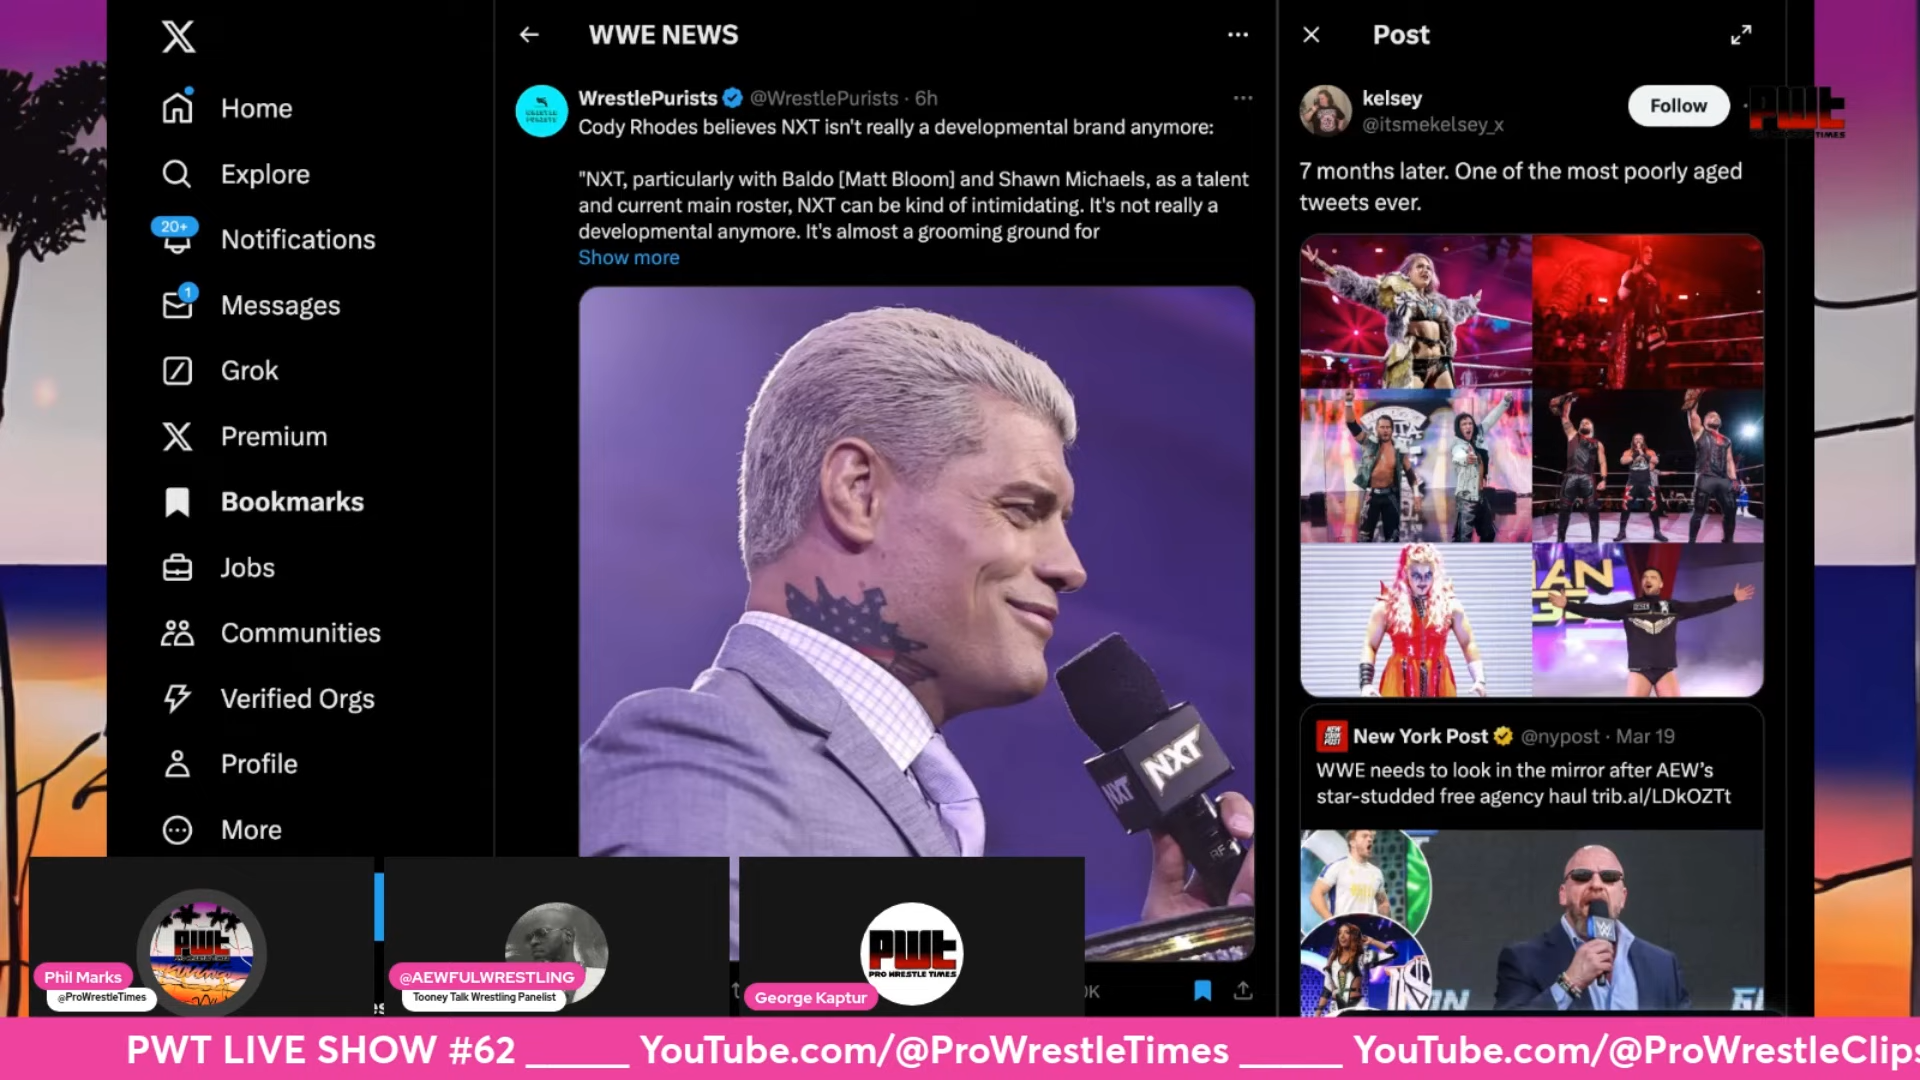 Home
Explore
20+
Notifications
1
Messages
Grok
Premium
Bookmarks
Jobs
Communities
Verified Orgs
Profile
More
WWE NEWS
WrestlePurists @WrestlePurists · 6h
Cody Rhodes believes NXT isn't really a developmental brand anymore:
"NXT, particularly with Baldo [Matt Bloom] and Shawn Michaels, as a talent
and current main roster, NXT can be kind of intimidating. It's not really a
developmental anymore. It's almost a grooming ground for
Show more
NXT
NXT
Post
kelsey
@itsmekelsey_x
Follow
PWT
7 months later. One of the most poorly aged
tweets ever.
NEW YORK POST
New York Post @nypost · Mar 19
WWE needs to look in the mirror after AEW's
star-studded free agency haul trib.al/LDkOZTt
W
PWT
Phil Marks
@ProWrestleTimes
@AEWFULWRESTLING
Tooney Talk Wrestling Panelist
PWT
PRO WRESTLE TIMES
George Kaptur
PWT LIVE SHOW #62 _____ YouTube.com/@ProWrestleTimes _____ YouTube.com/@ProWrestleClips